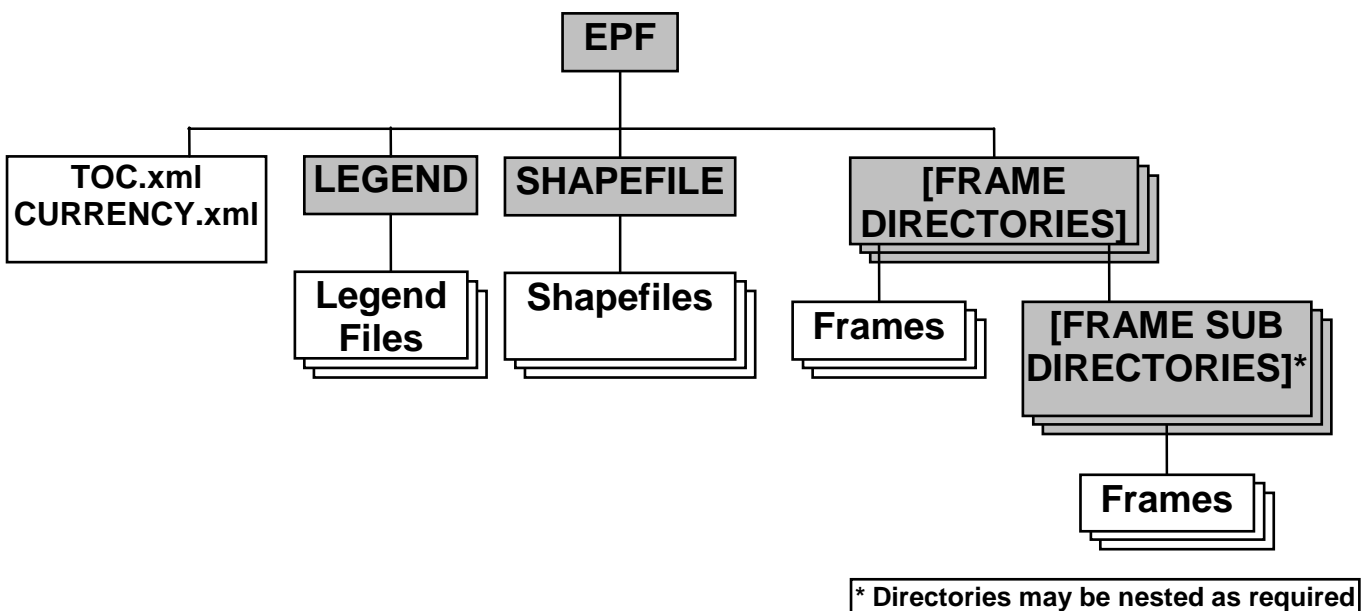 EPF
TOC.xml
CURRENCY.xml
LEGEND
SHAPEFILE
[FRAME
DIRECTORIES]
Legend
Files
Shapefiles
Frames
[FRAME SUB
DIRECTORIES]*
Frames
* Directories may be nested as required